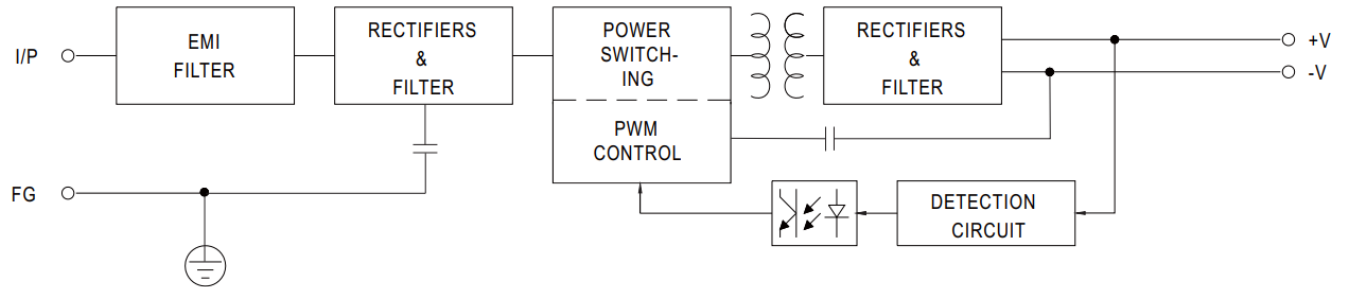 I/P
EMI
FILTER
RECTIFIERS
&
FILTER
POWER
SWITCH-
ING
PWM
CONTROL
RECTIFIERS
&
FILTER
+V
-V
FG
DETECTION
CIRCUIT